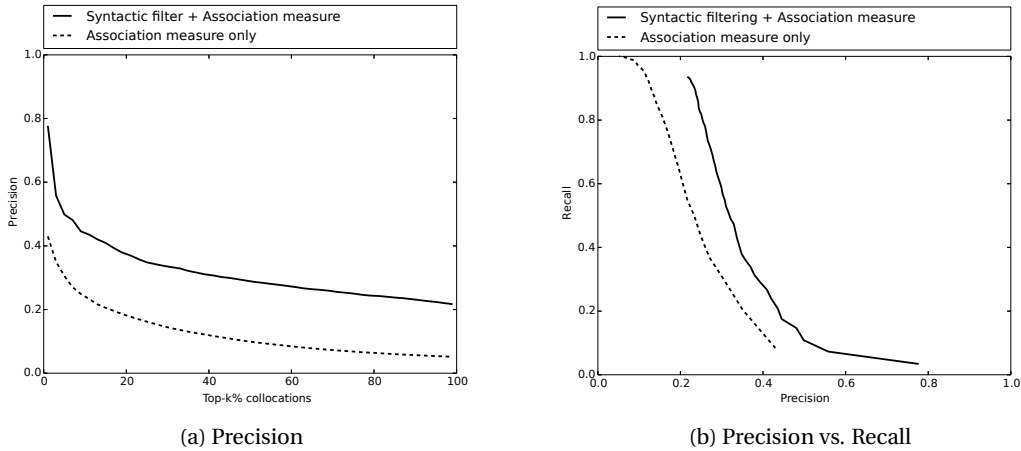 Syntactic filter + Association measure
Association measure only
1.0
0.8
0.6
0.4
0.2
0.0
Precision
0
20
40
60
80
100
Top-k% collocations
(a) Precision
Syntactic filtering + Association measure
Association measure only
1.0
0.8
0.6
0.4
0.2
0.0
Recall
0.0
0.2
0.4
0.6
0.8
1.0
Precision
(b) Precision vs. Recall